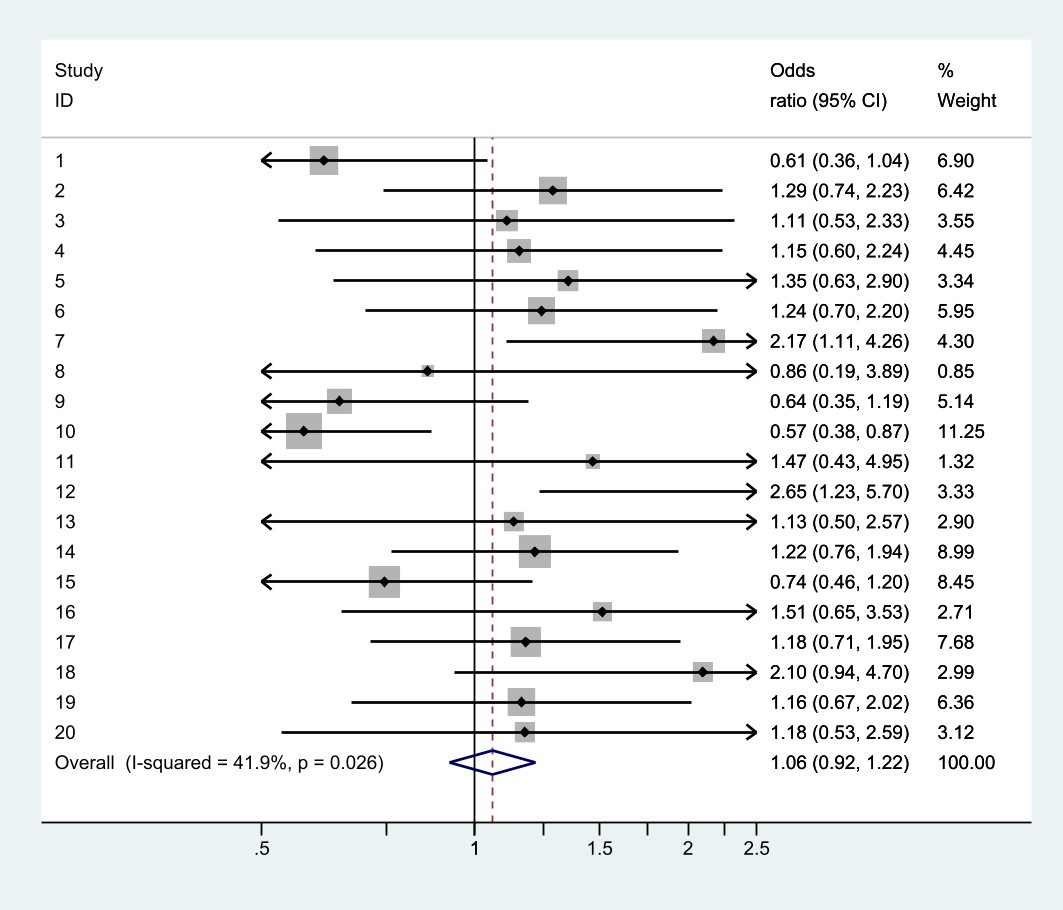 Study Odds %
ID ratio (95% CI) Weight
1 0.61 (0.36, 1.04) 6.90
2 1.29 (0.74, 2.23) 6.42
3 1.11 (0.53, 2.33) 3.55
4 1.15 (0.60, 2.24) 4.45
5 1.35 (0.63, 2.90) 3.34
6 1.24 (0.70, 2.20) 5.95
7 2.17 (1.11, 4.26) 4.30
8 0.86 (0.19, 3.89) 0.85
9 0.64 (0.35, 1.19) 5.14
10 0.57 (0.38, 0.87) 11.25
11 1.47 (0.43, 4.95) 1.32
12 2.65 (1.23, 5.70) 3.33
13 1.13 (0.50, 2.57) 2.90
14 1.22 (0.76, 1.94) 8.99
15 0.74 (0.46, 1.20) 8.45
16 1.51 (0.65, 3.53) 2.71
17 1.18 (0.71, 1.95) 7.68
18 2.10 (0.94, 4.70) 2.99
19 1.16 (0.67, 2.02) 6.36
20 1.18 (0.53, 2.59) 3.12
Overall (I-squared = 41.9%, p = 0.026) 1.06 (0.92, 1.22) 100.00
.5 1 1.5 2 2.5